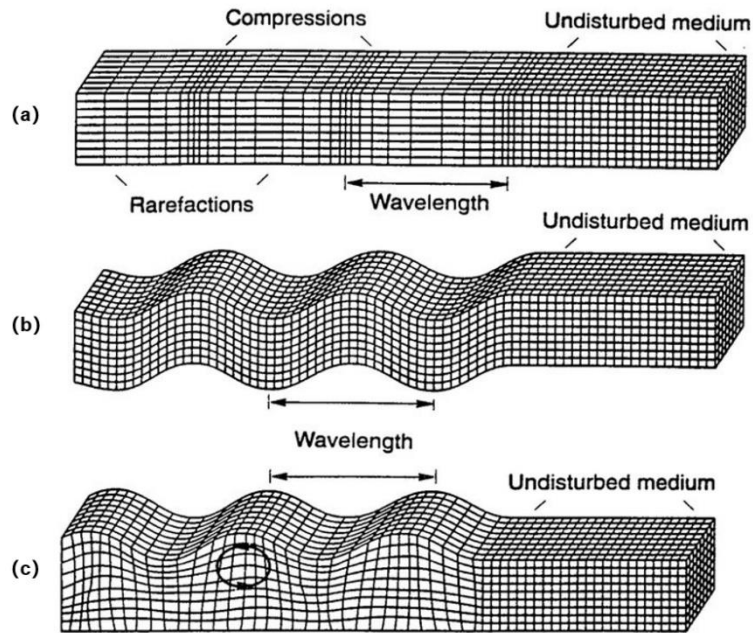 Compressions
Undisturbed medium
(a)
Rarefactions
Wavelength
Undisturbed medium
(b)
Wavelength
Undisturbed medium
(c)